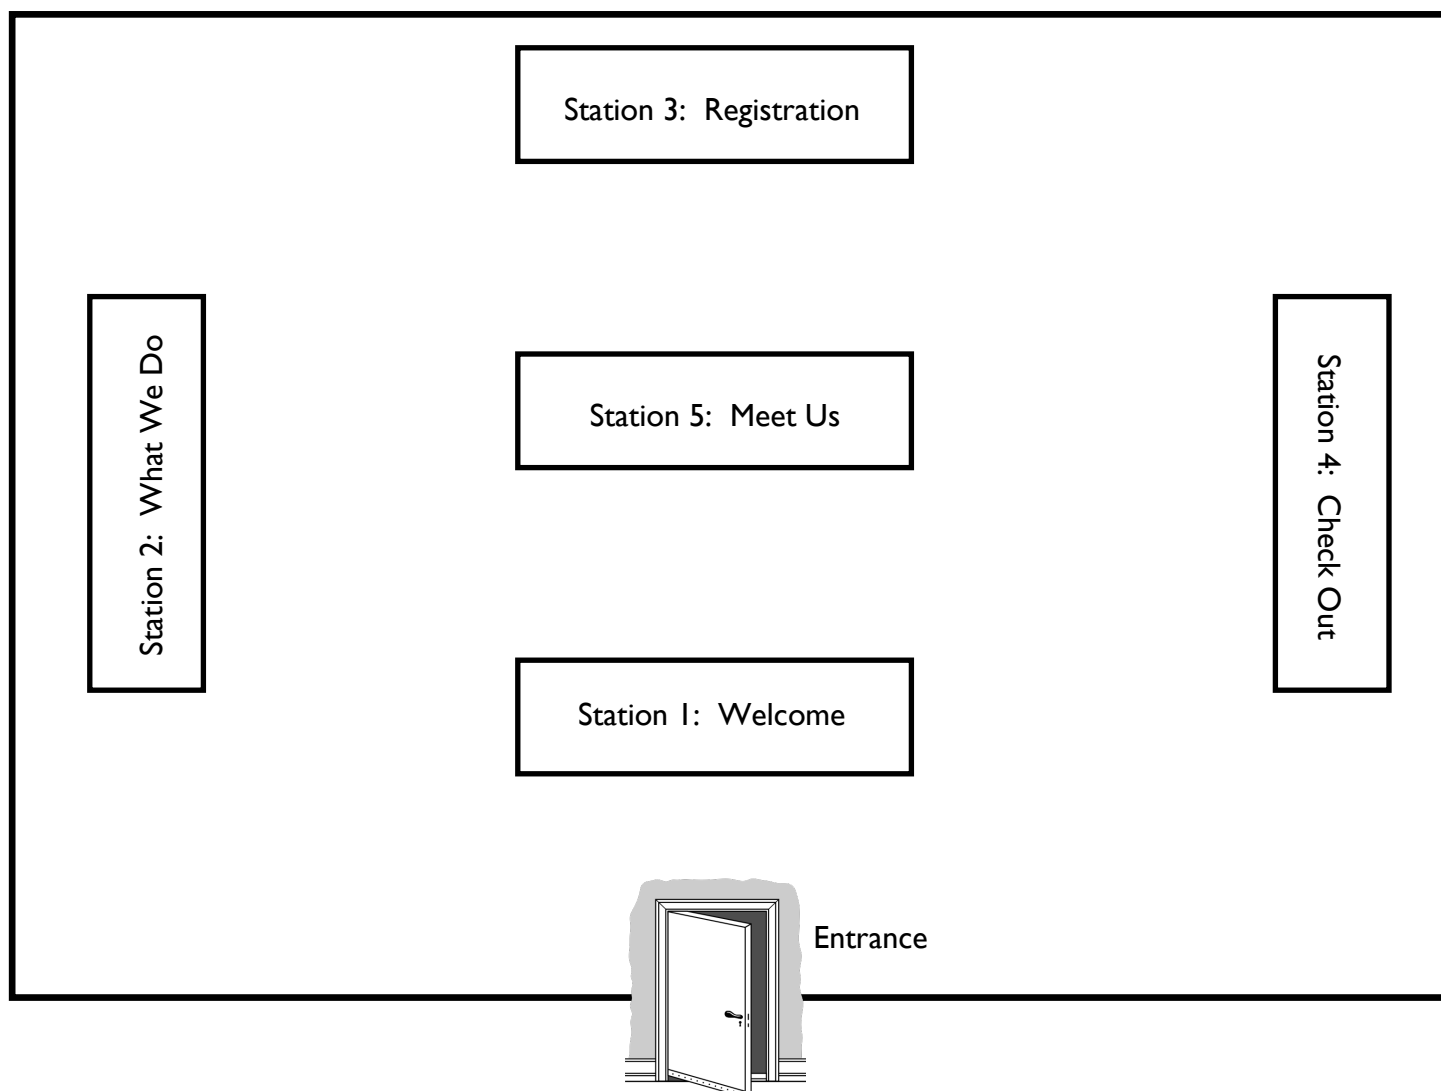 Station 3:  Registration
Station 2:  What We Do
Station 5:  Meet Us
Station 4:  Check Out
Station 1:  Welcome
Entrance